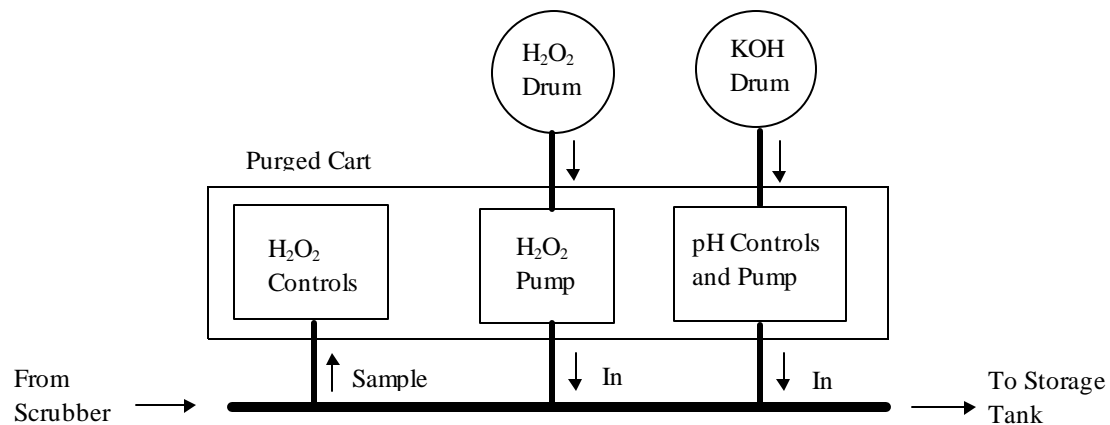 H₂O₂
Drum
KOH
Drum
Purged Cart
H₂O₂
Controls
H₂O₂
Pump
pH Controls
and Pump
From
Scrubber
Sample
In
In
To Storage
Tank